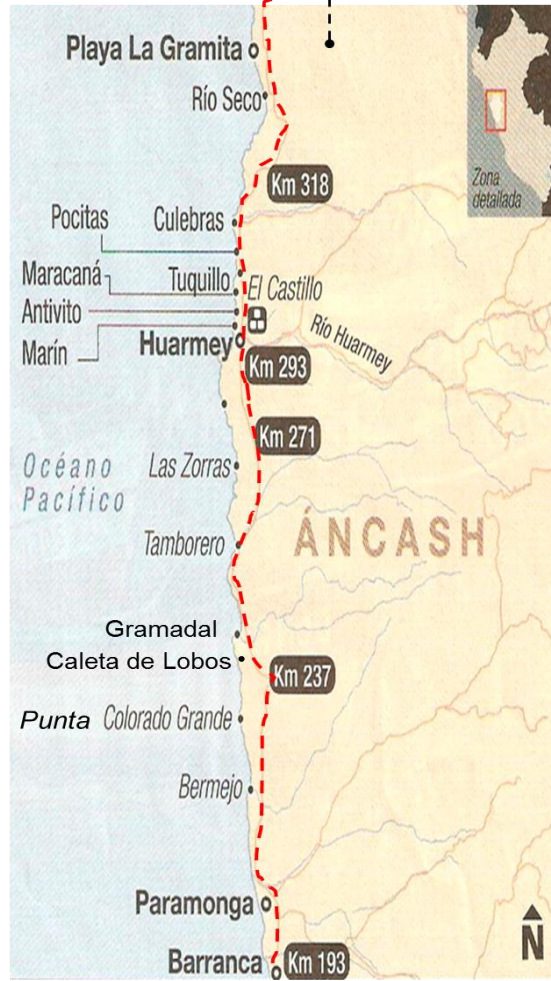 Playa La Gramita
Río Seco
Zona
detallada
Km 318
Pocitas
Culebras
Maracaná
Tuquillo
El Castillo
Antivito
Marín
Huarmey
Río Huarmey
Km 293
Km 271
Océano
Pacífico
Las Zorras
ÁNCASH
Tamborero
Gramadal
Caleta de Lobos
Km 237
Punta Colorado Grande
Bermejo
Paramonga
N
Barranca
Km 193